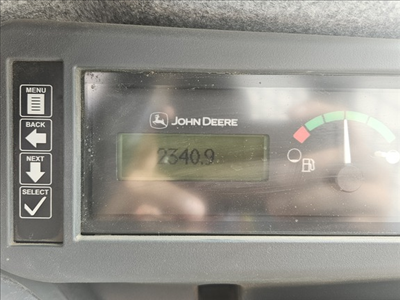 MENU
BACK
NEXT
SELECT
JOHN DEERE
2340.9